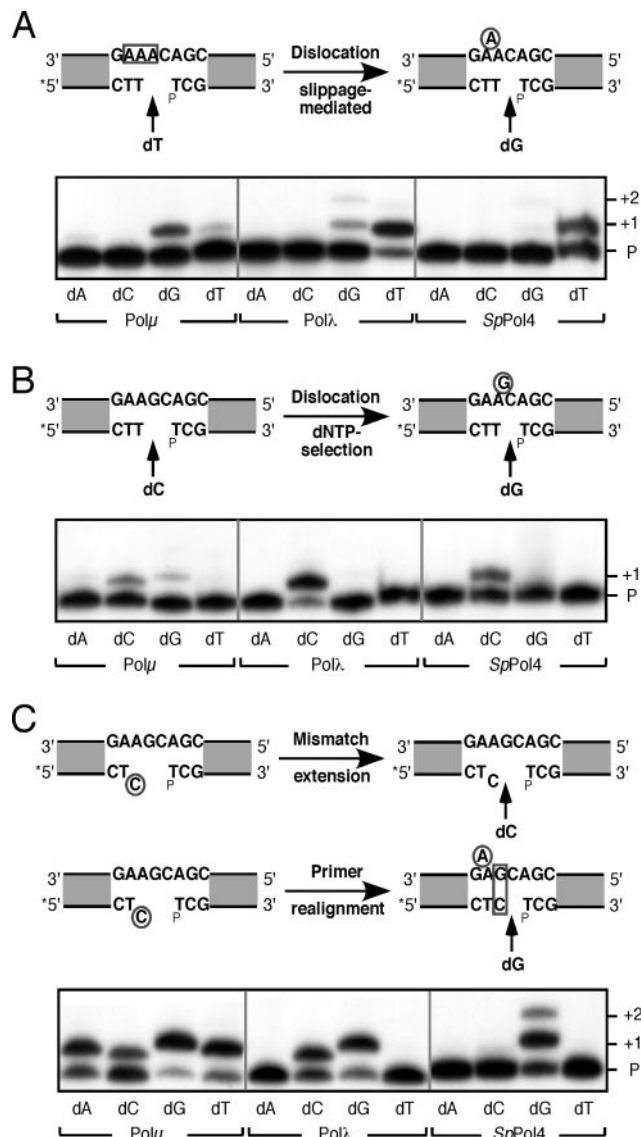 A
3' GAAACAGC 5' Dislocation A 3' GAACAGC 5'
*5' CTT TCG 3' slippage- *5' CTT TCG 3'
P mediated P
dT dG
+2
+1
P
dA dC dG dT dA dC dG dT dA dC dG dT
Polμ Polλ SpPol4
B
3' GAAGCAGC 5' Dislocation G 3' GAACAGC 5'
*5' CTT TCG 3' dNTP- *5' CTT TCG 3'
P selection P
dC dG
+1
P
dA dC dG dT dA dC dG dT dA dC dG dT
Polμ Polλ SpPol4
C
3' GAAGCAGC 5' Mismatch 3' GAAGCAGC 5'
*5' CT C TCG 3' extension *5' CT C TCG 3'
P P
dC
3' GAAGCAGC 5' Primer A 3' GAGCAGC 5'
*5' CT C TCG 3' realignment *5' CTC TCG 3'
P P
dG
+2
+1
P
dA dC dG dT dA dC dG dT dA dC dG dT
Polμ Polλ SpPol4